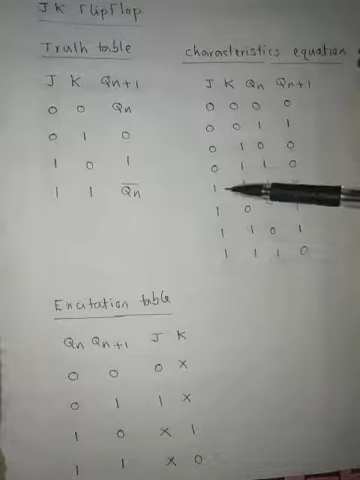 JK Flipflop
Truth table
J K Qn+1
0 0 Qn
0 1 0
1 0 1
1 1 Q̅n̅
characteristics equation
J K Qn Qn+1
0 0 0 0
0 0 1 1
0 1 0 0
0 1 1 0
1
1 0 1
1 1 0 1
1 1 1 0
Excitation table
Qn Qn+1 J K
0 0 0 X
0 1 1 X
1 0 X 1
1 1 X 0